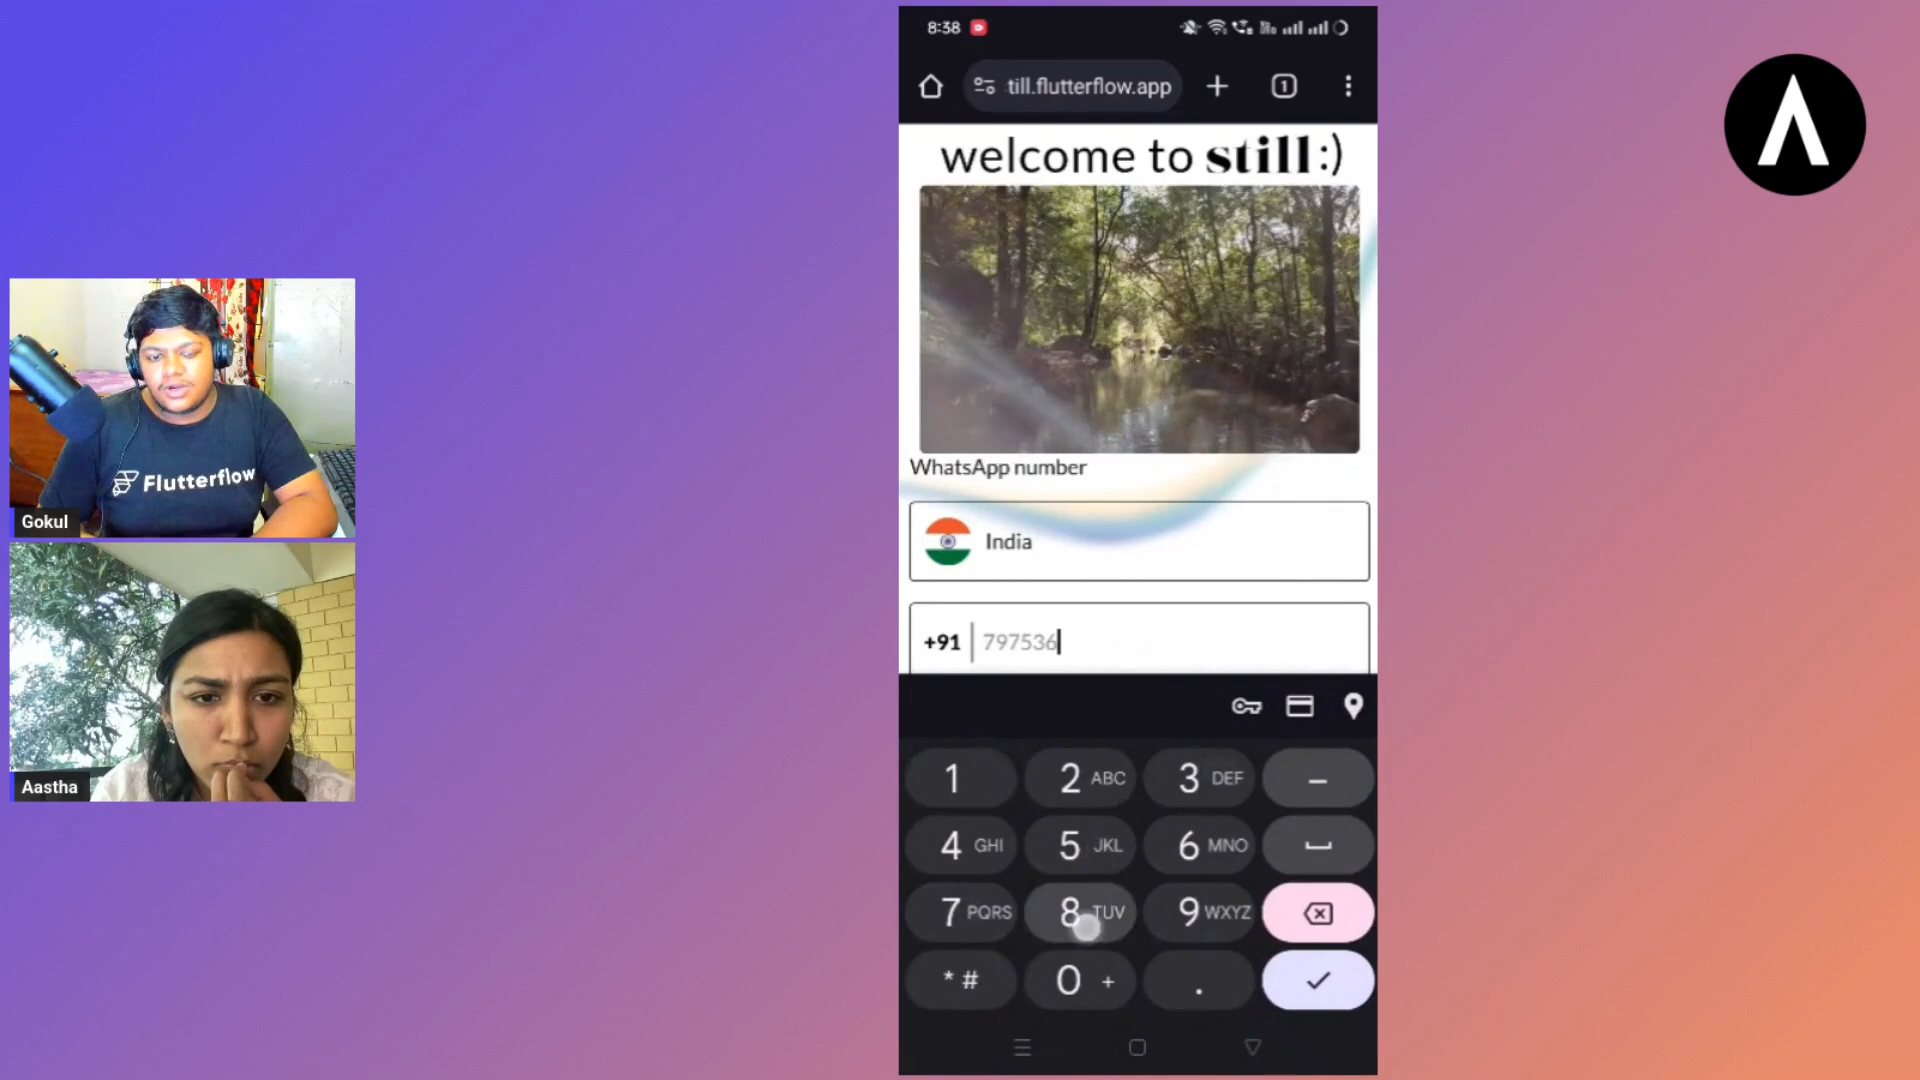 8:38
till.flutterflow.app
1
welcome to still:)
Flutterflow
Gokul
Aastha
WhatsApp number
India
+91 797536
1
2 ABC
3 DEF
–
4 GHI
5 JKL
6 MNO
7 PQRS
8 TUV
9 WXYZ
* #
0 +
.